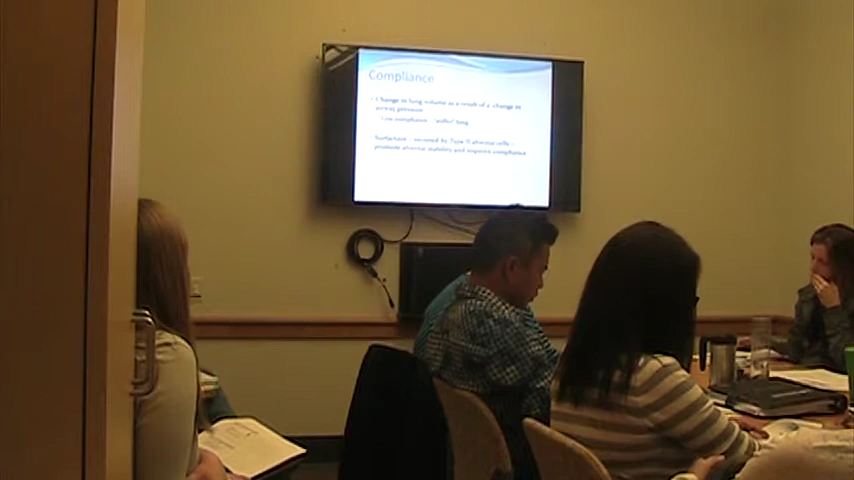 Compliance
Change in lung volume as a result of a change in
airway pressure
Low compliance - "stiffer" lung
Surfactant - secreted by Type II alveolar cells -
promote alveolar stability and improve compliance